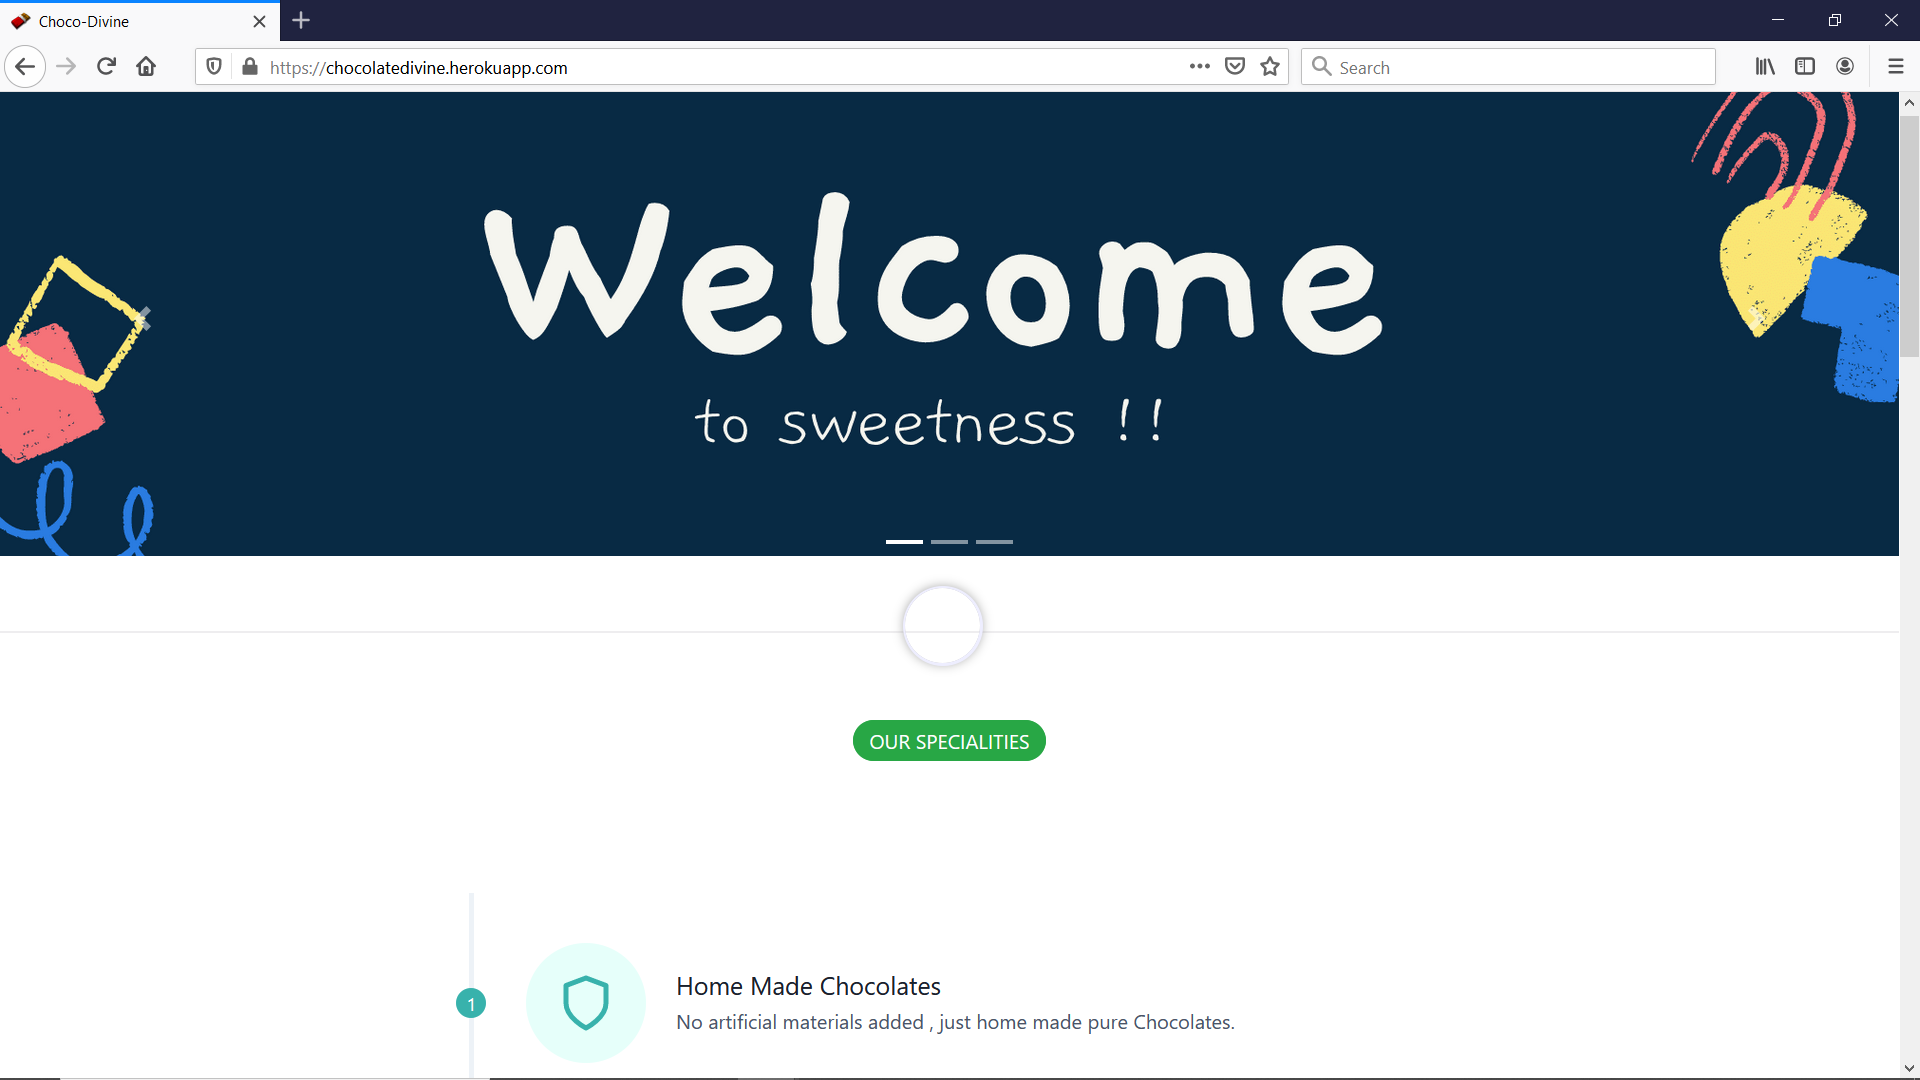 Choco-Divine
https://chocolatedivine.herokuapp.com
Search
Welcome
to sweetness !!
OUR SPECIALITIES
1
Home Made Chocolates
No artificial materials added , just home made pure Chocolates.